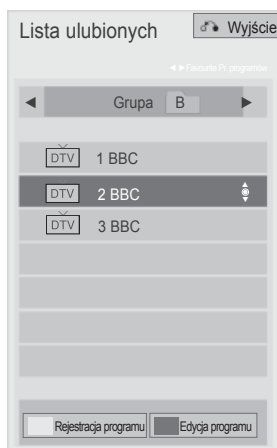 Lista ulubionych
Wyjście
◄ ► Favourite Pr. programów
◄ Grupa B ►
DTV 1 BBC
DTV 2 BBC
DTV 3 BBC
Rejestracja programu
Edycja programu